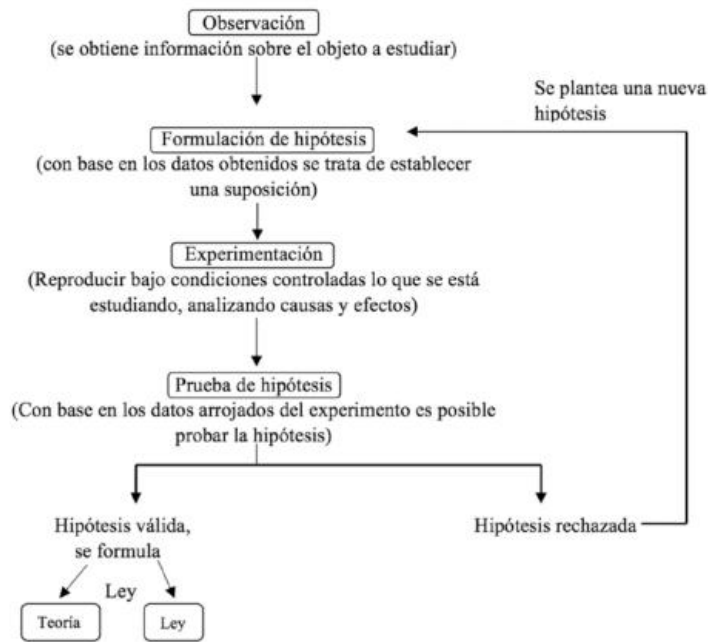 Observación
(se obtiene información sobre el objeto a estudiar)
Se plantea una nueva
hipótesis
Formulación de hipótesis
(con base en los datos obtenidos se trata de establecer
una suposición)
Experimentación
(Reproducir bajo condiciones controladas lo que se está
estudiando, analizando causas y efectos)
Prueba de hipótesis
(Con base en los datos arrojados del experimento es posible
probar la hipótesis)
Hipótesis válida,
se formula
Hipótesis rechazada
Ley
Teoría
Ley